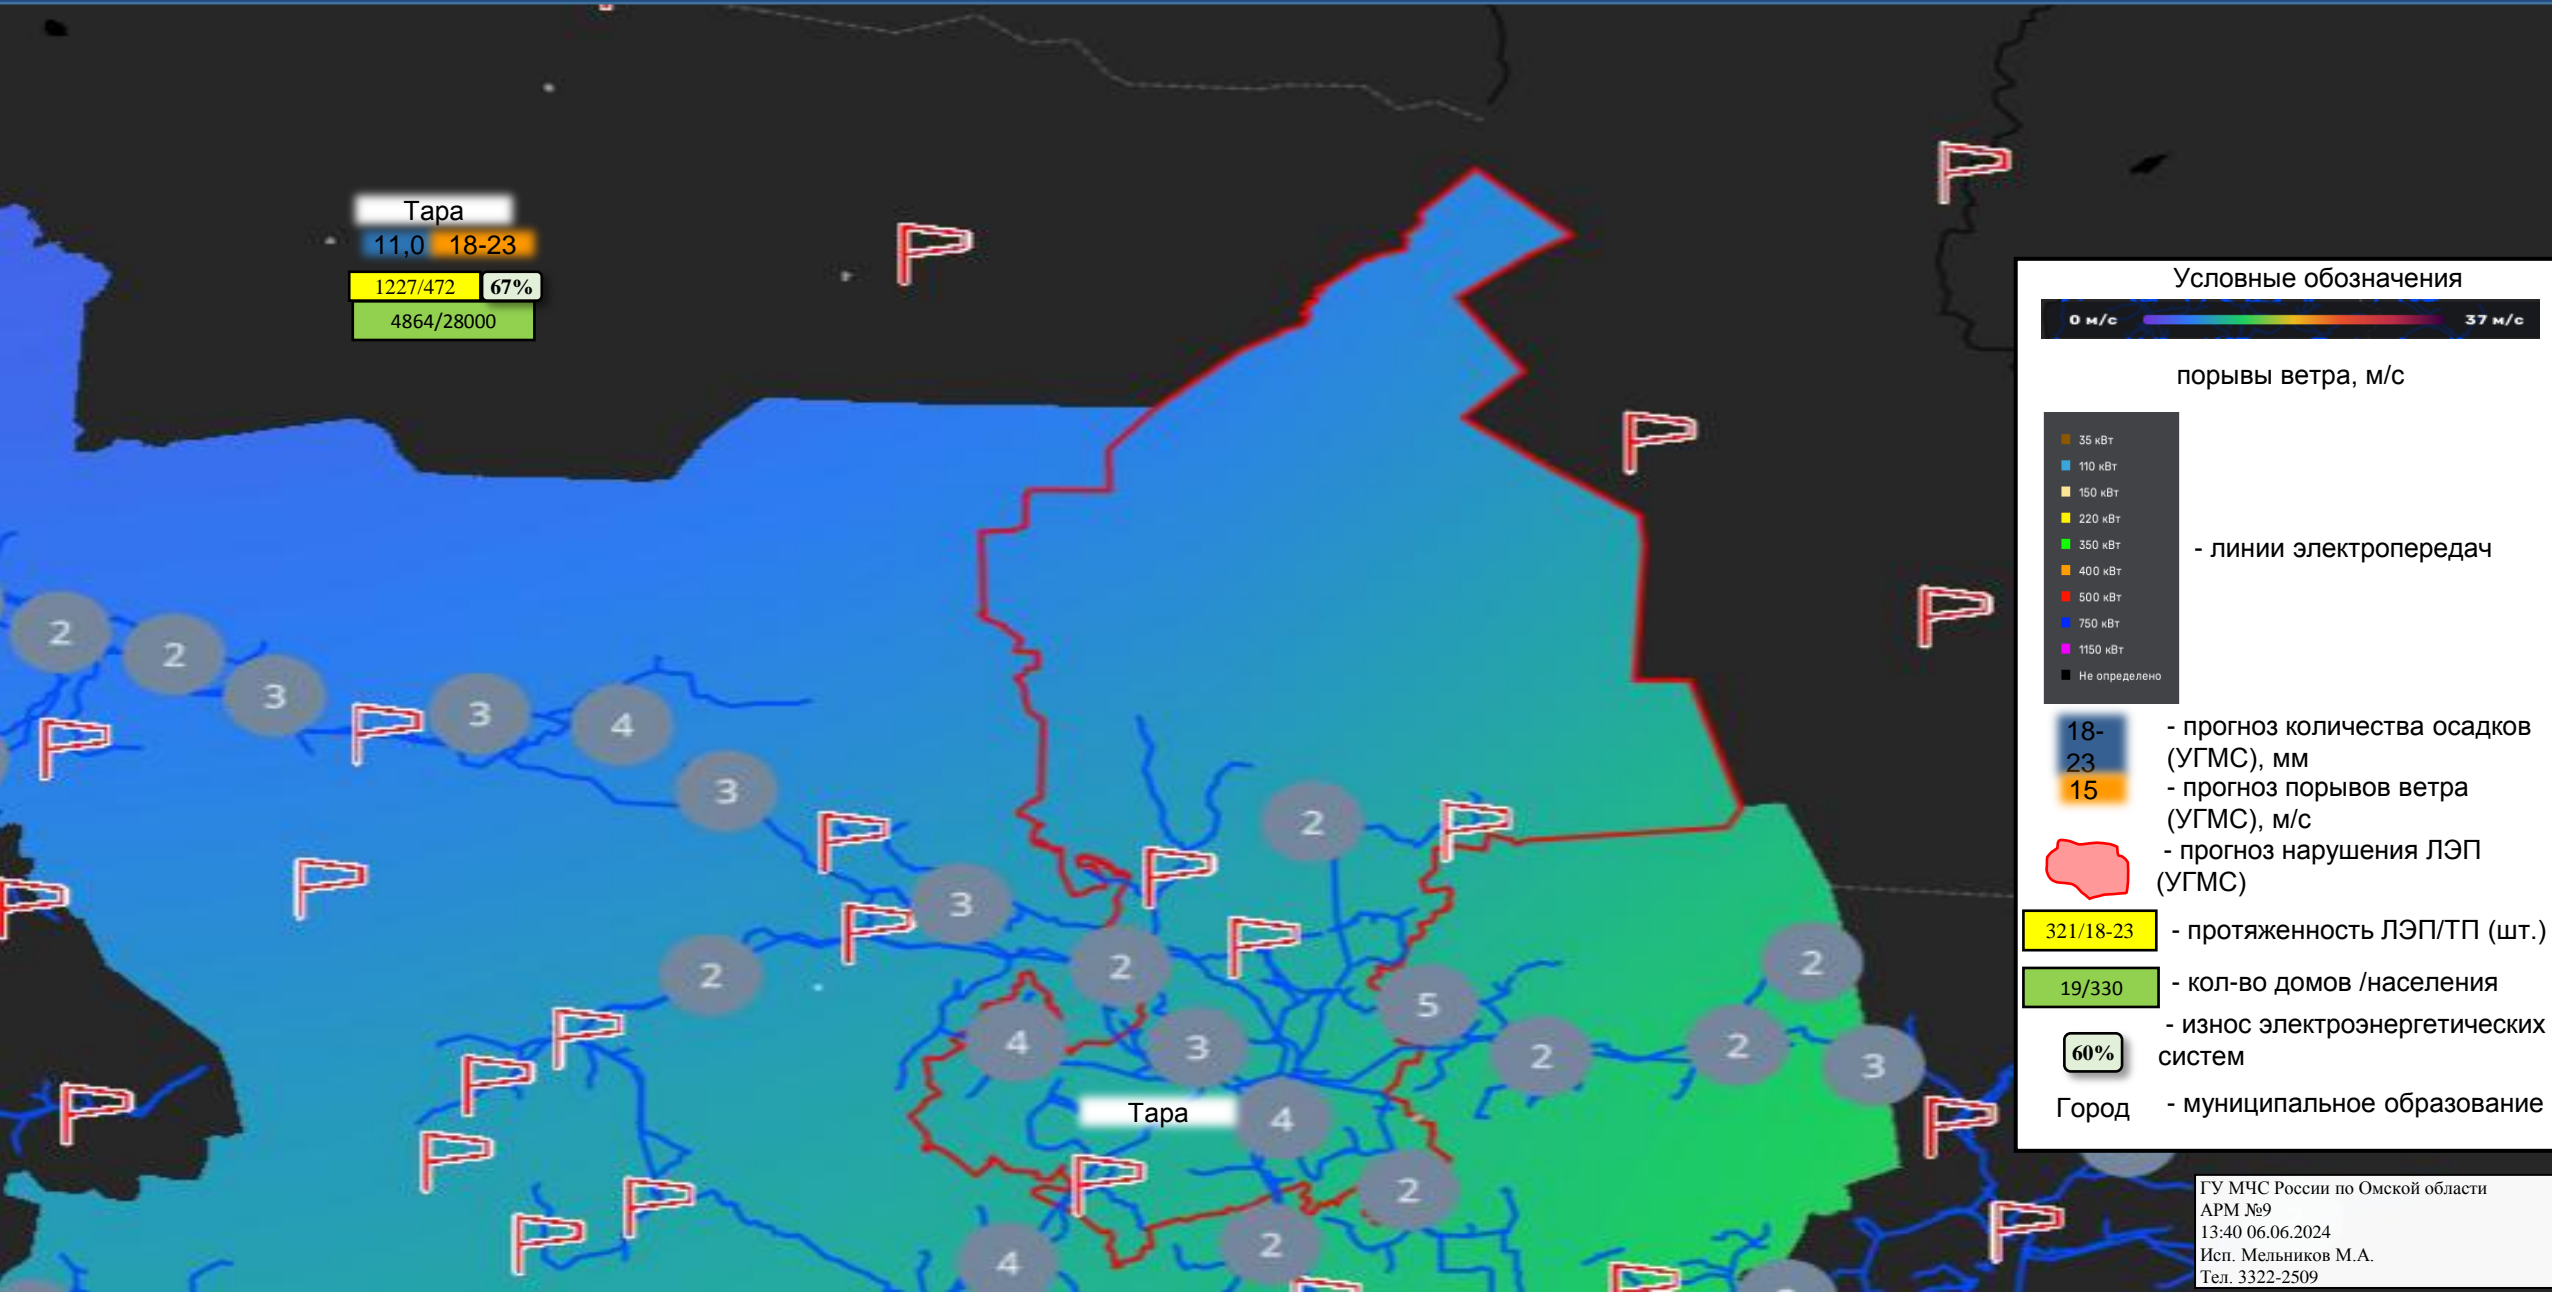 Тара
11,0 18-23
1227/472 67%
4864/28000
2
2
3
3
4
3
3
2
2
4
3
2
5
2
2
2
3
4
2
2
4
Тара
Условные обозначения
0 м/с 37 м/с
порывы ветра, м/с
35 кВт
110 кВт
150 кВт
220 кВт
350 кВт
400 кВт
500 кВт
750 кВт
1150 кВт
Не определено
- линии электропередач
18-
23
- прогноз количества осадков
(УГМС), мм
15
- прогноз порывов ветра
(УГМС), м/с
- прогноз нарушения ЛЭП
(УГМС)
321/18-23
- протяженность ЛЭП/ТП (шт.)
19/330
- кол-во домов /населения
60%
- износ электроэнергетических
систем
Город
- муниципальное образование
ГУ МЧС России по Омской области
АРМ №9
13:40 06.06.2024
Исп. Мельников М.А.
Тел. 3322-2509